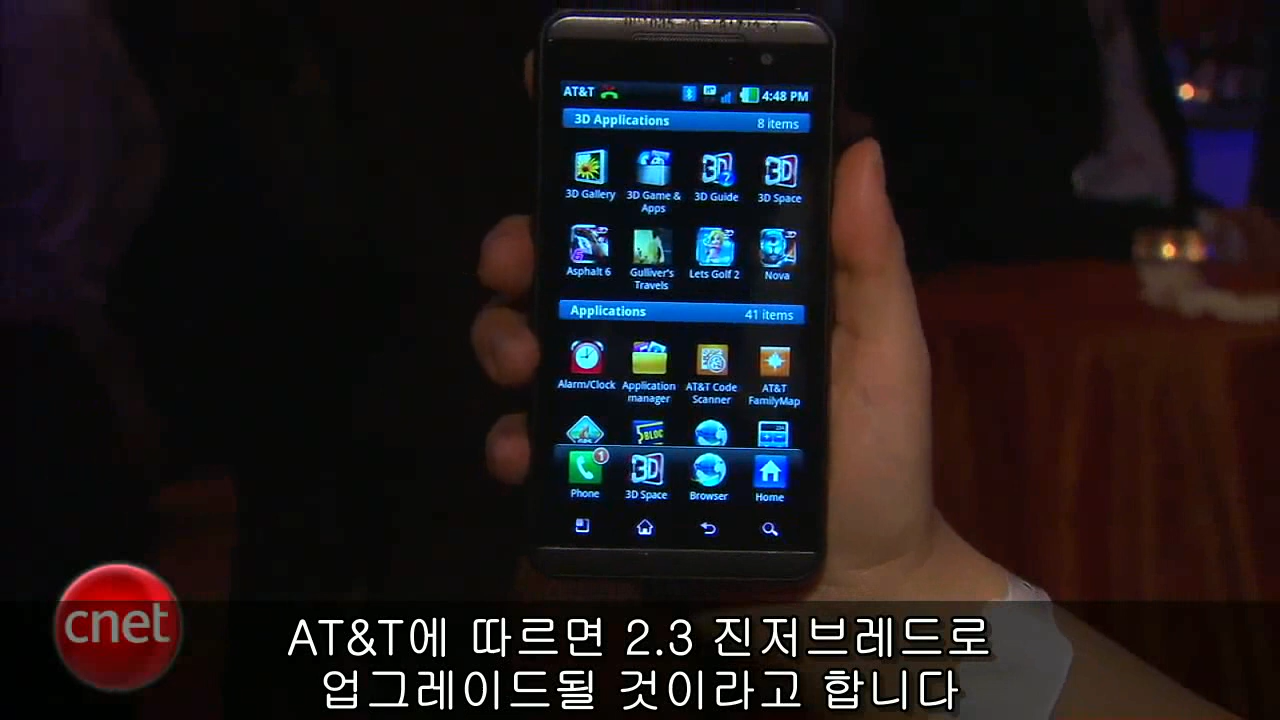 AT&T 4:48 PM
3D Applications 8 items
3D Gallery 3D Game & Apps 3D Guide 3D Space
Asphalt 6 Gulliver's Travels Lets Golf 2 Nova
Applications 41 items
Alarm/Clock Application manager AT&T Code Scanner AT&T FamilyMap
Phone 3D Space Browser Home
cnet
AT&T에 따르면 2.3 진저브레드로
업그레이드될 것이라고 합니다